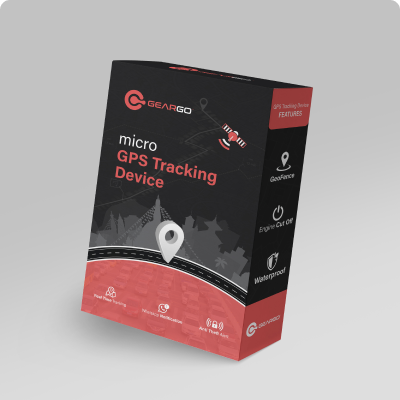 GEARGO
micro
GPS Tracking
Device
Real Time Tracking
Movement Notification
Anti Theft Alert
GPS Tracking Device
FEATURES
GeoFence
Engine Cut Off
Waterproof
GEARGO